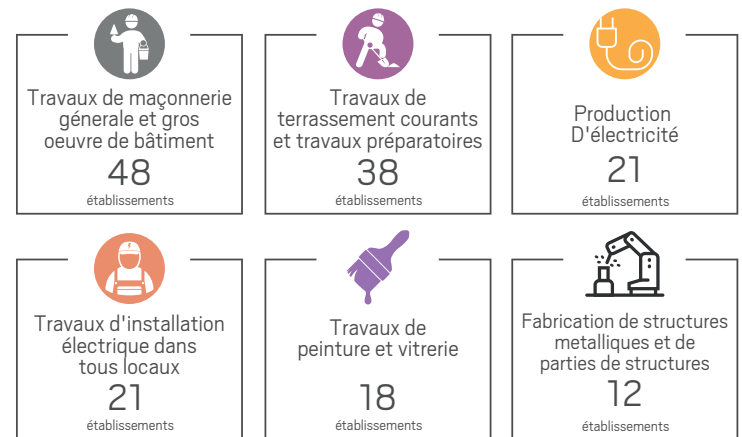 Travaux de maçonnerie
génerale et gros
oeuvre de bâtiment
48
établissements
Travaux de
terrassement courants
et travaux préparatoires
38
établissements
Production
D'électricité
21
établissements
Travaux d'installation
électrique dans
tous locaux
21
établissements
Travaux de
peinture et vitrerie
18
établissements
Fabrication de structures
metalliques et de
parties de structures
12
établissements